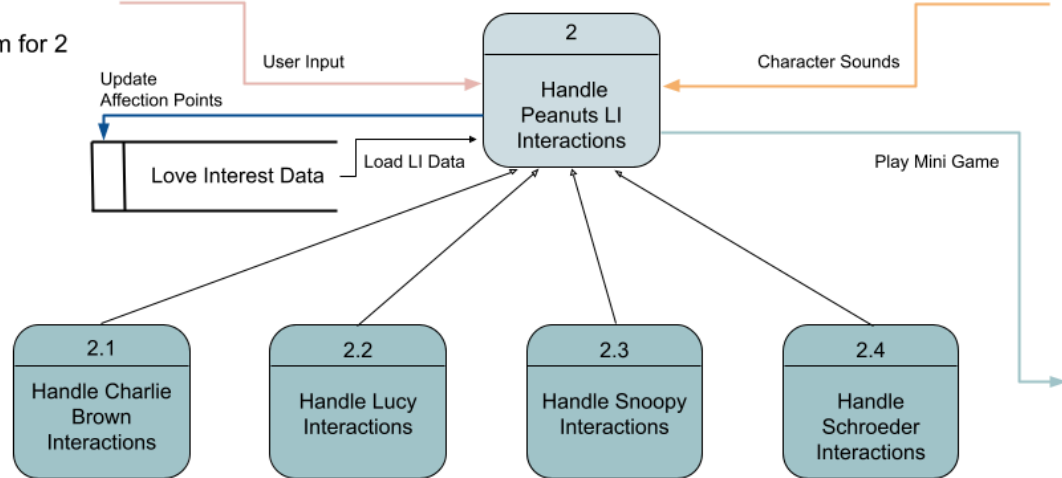 m for 2
2
Handle
Peanuts LI
Interactions
User Input
Character Sounds
Update
Affection Points
Love Interest Data
Load LI Data
Play Mini Game
2.1
Handle Charlie
Brown
Interactions
2.2
Handle Lucy
Interactions
2.3
Handle Snoopy
Interactions
2.4
Handle
Schroeder
Interactions